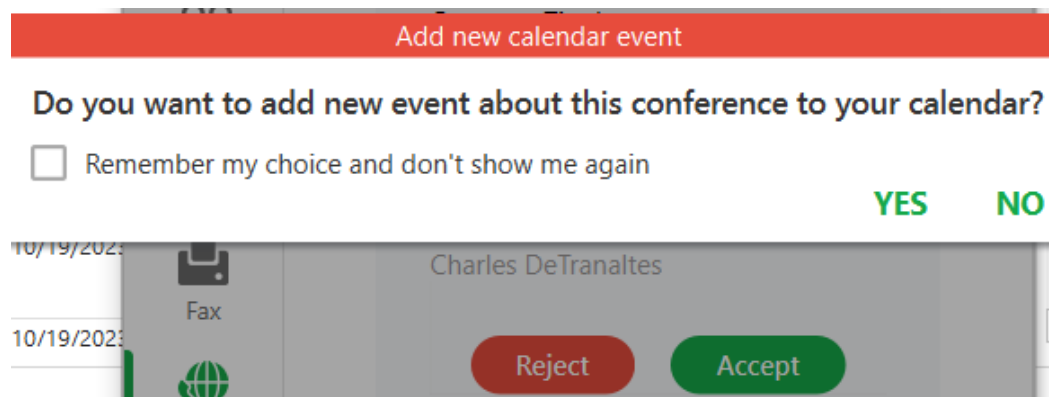 Add new calendar event
Do you want to add new event about this conference to your calendar?
Remember my choice and don't show me again
YES NO
10/19/202
Charles DeTranaltes
Fax
10/19/202
Reject Accept